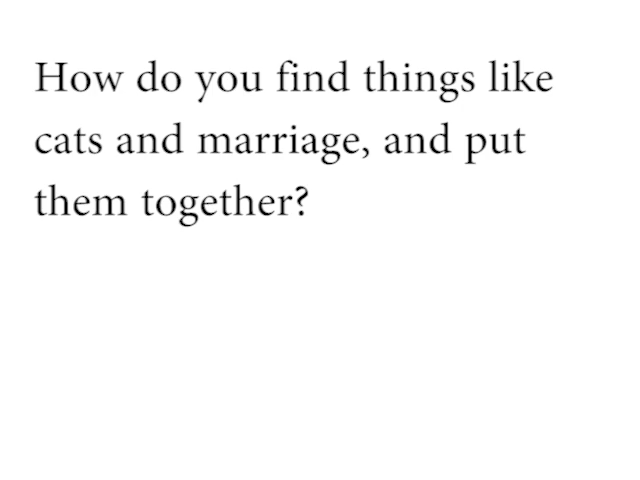 How do you find things like
cats and marriage, and put
them together?